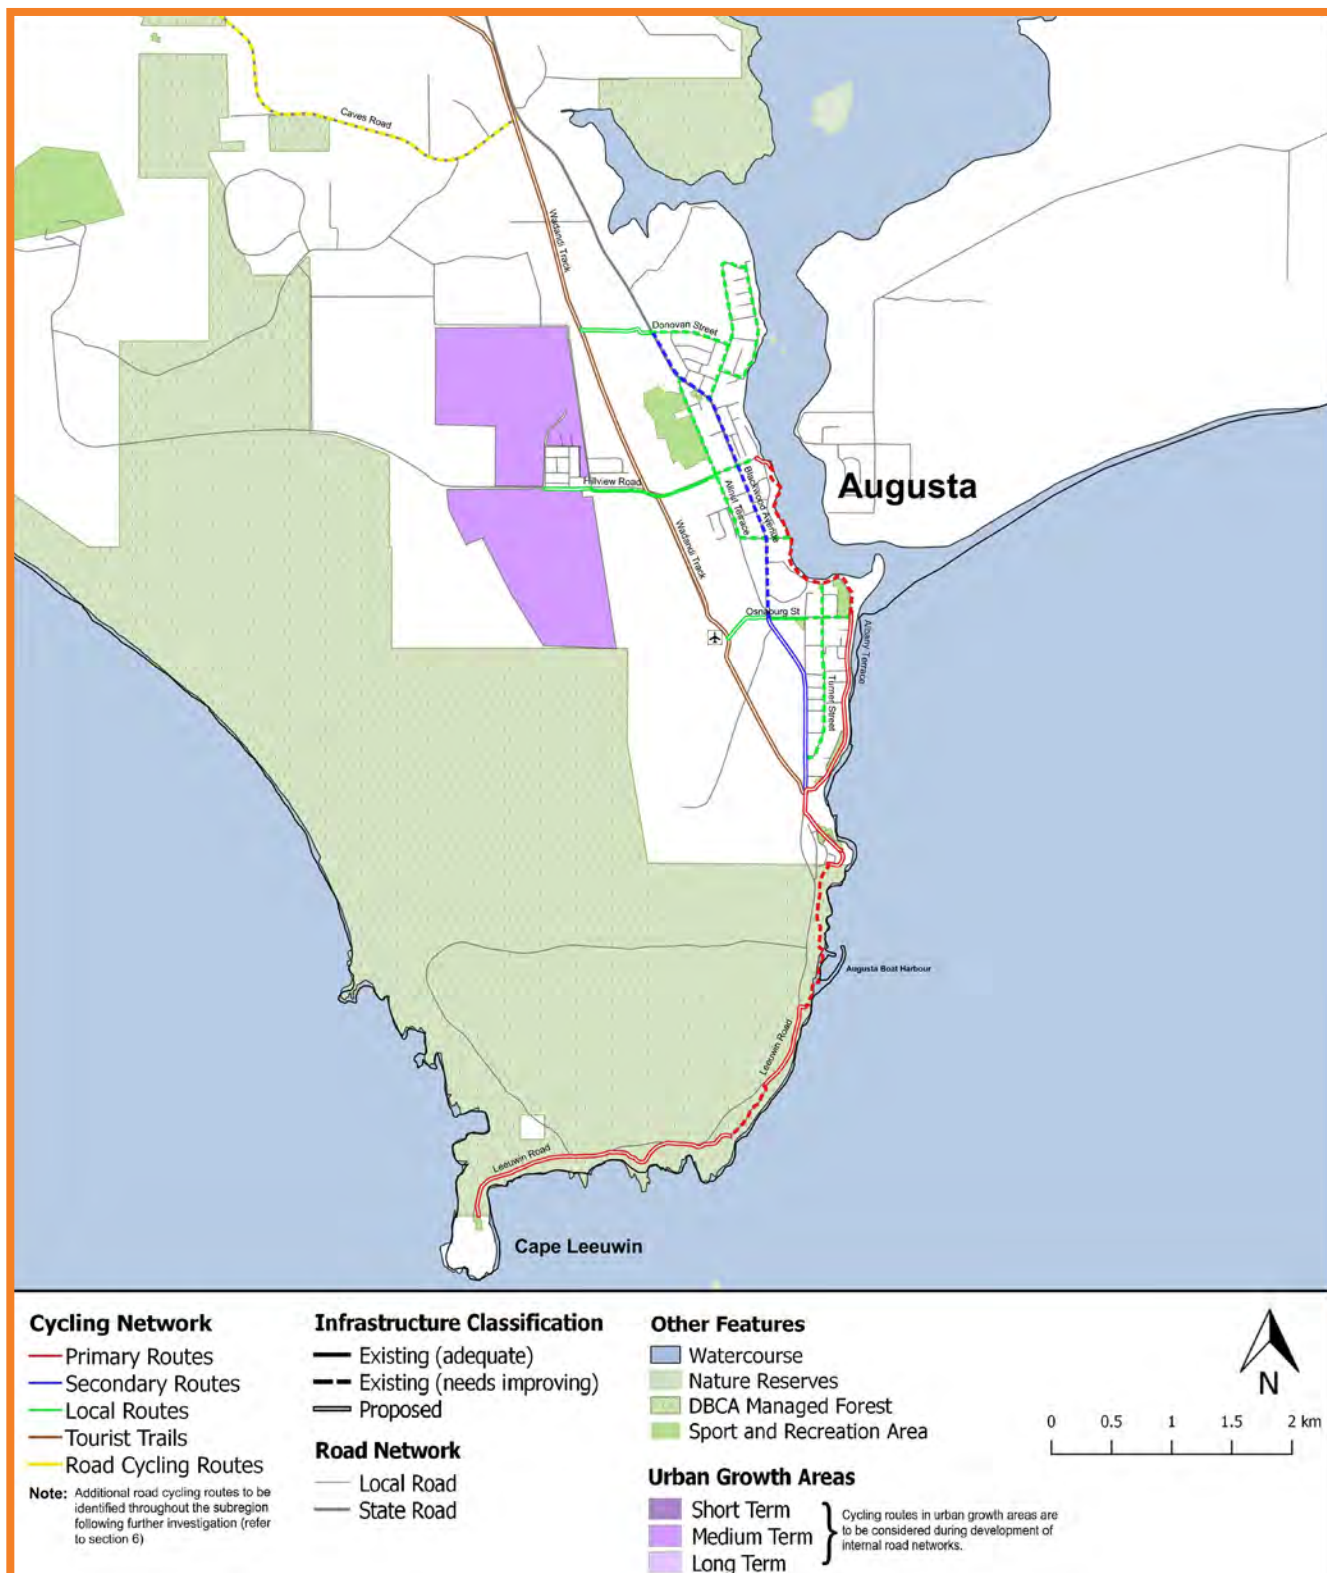 Caves Road
Wadandi Track
Donovan Street
Augusta
Hillview Road
Blackwood Avenue
Allnut Terrace
Wadandi Track
Osnaburg St
Albany Terrace
Turner Street
Augusta Boat Harbour
Leeuwin Road
Leeuwin Road
Cape Leeuwin
Cycling Network
Primary Routes
Secondary Routes
Local Routes
Tourist Trails
Road Cycling Routes
Note: Additional road cycling routes to be
identified throughout the subregion
following further investigation (refer
to section 6)
Infrastructure Classification
Existing (adequate)
Existing (needs improving)
Proposed
Road Network
Local Road
State Road
Other Features
Watercourse
Nature Reserves
DBCA Managed Forest
Sport and Recreation Area
Urban Growth Areas
Short Term
Medium Term
Long Term
Cycling routes in urban growth areas are
to be considered during development of
internal road networks.
N
0 0.5 1 1.5 2 km